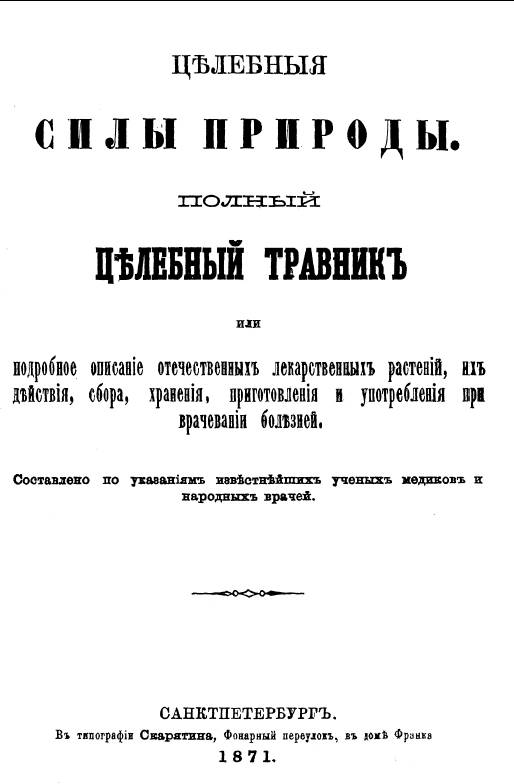 ЦѢЛЕБНЫЯ
СИЛЫ ПРИРОДЫ.
ПОЛНЫЙ
ЦѢЛЕБНЫЙ ТРАВНИКЪ
или
подробное описаніе отечественныхъ лекарственныхъ растеній, ихъ
дѣйствія, сбора, храненія, приготовленія и употребленія при
врачеваніи болѣзней.
Составлено по указаніямъ извѣстнѣйшихъ ученыхъ медиковъ и
народныхъ врачей.
САНКТПЕТЕРБУРГЪ.
Въ типографіи Скарятина, Фонарный переулокъ, въ домѣ Франка
1871.